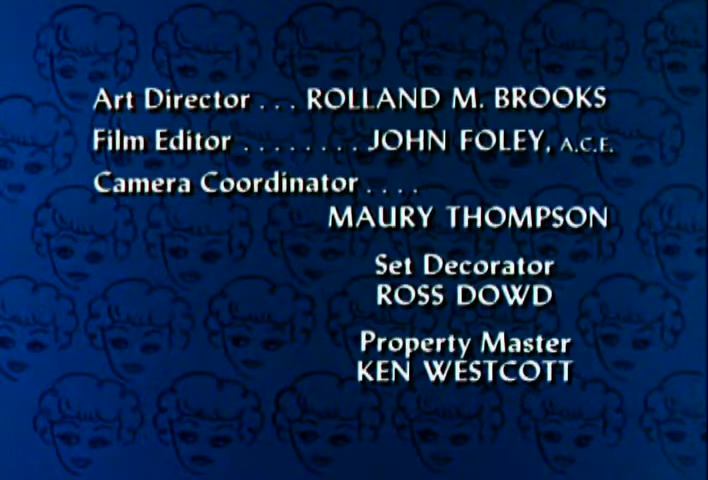 Art Director . . . ROLLAND M. BROOKS
Film Editor . . . . . . . . JOHN FOLEY, A.C.E.
Camera Coordinator . . . .
MAURY THOMPSON
Set Decorator
ROSS DOWD
Property Master
KEN WESTCOTT